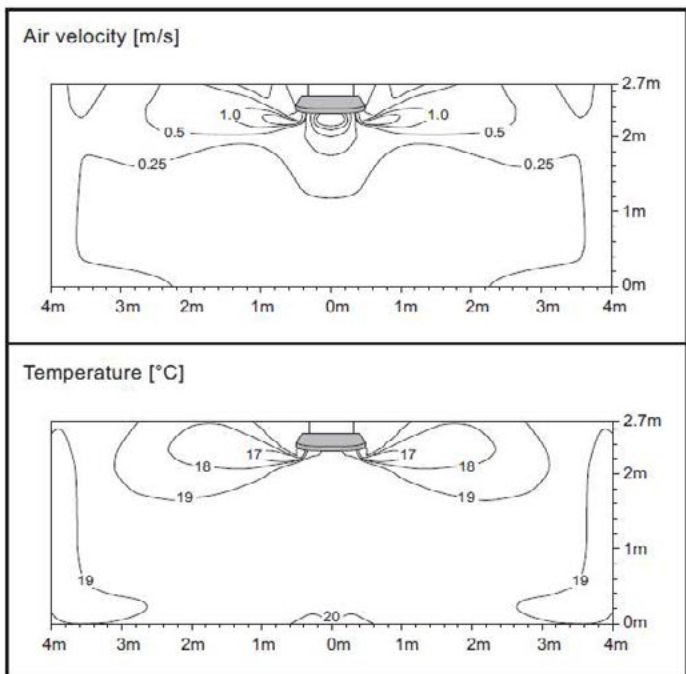 Air velocity [m/s]
2.7m
1.0 1.0
0.5 0.5
2m
0.25 0.25
1m
0m
4m 3m 2m 1m 0m 1m 2m 3m 4m
Temperature [°C]
2.7m
17 17
18 18
2m
19 19
1m
19 19
20
0m
4m 3m 2m 1m 0m 1m 2m 3m 4m